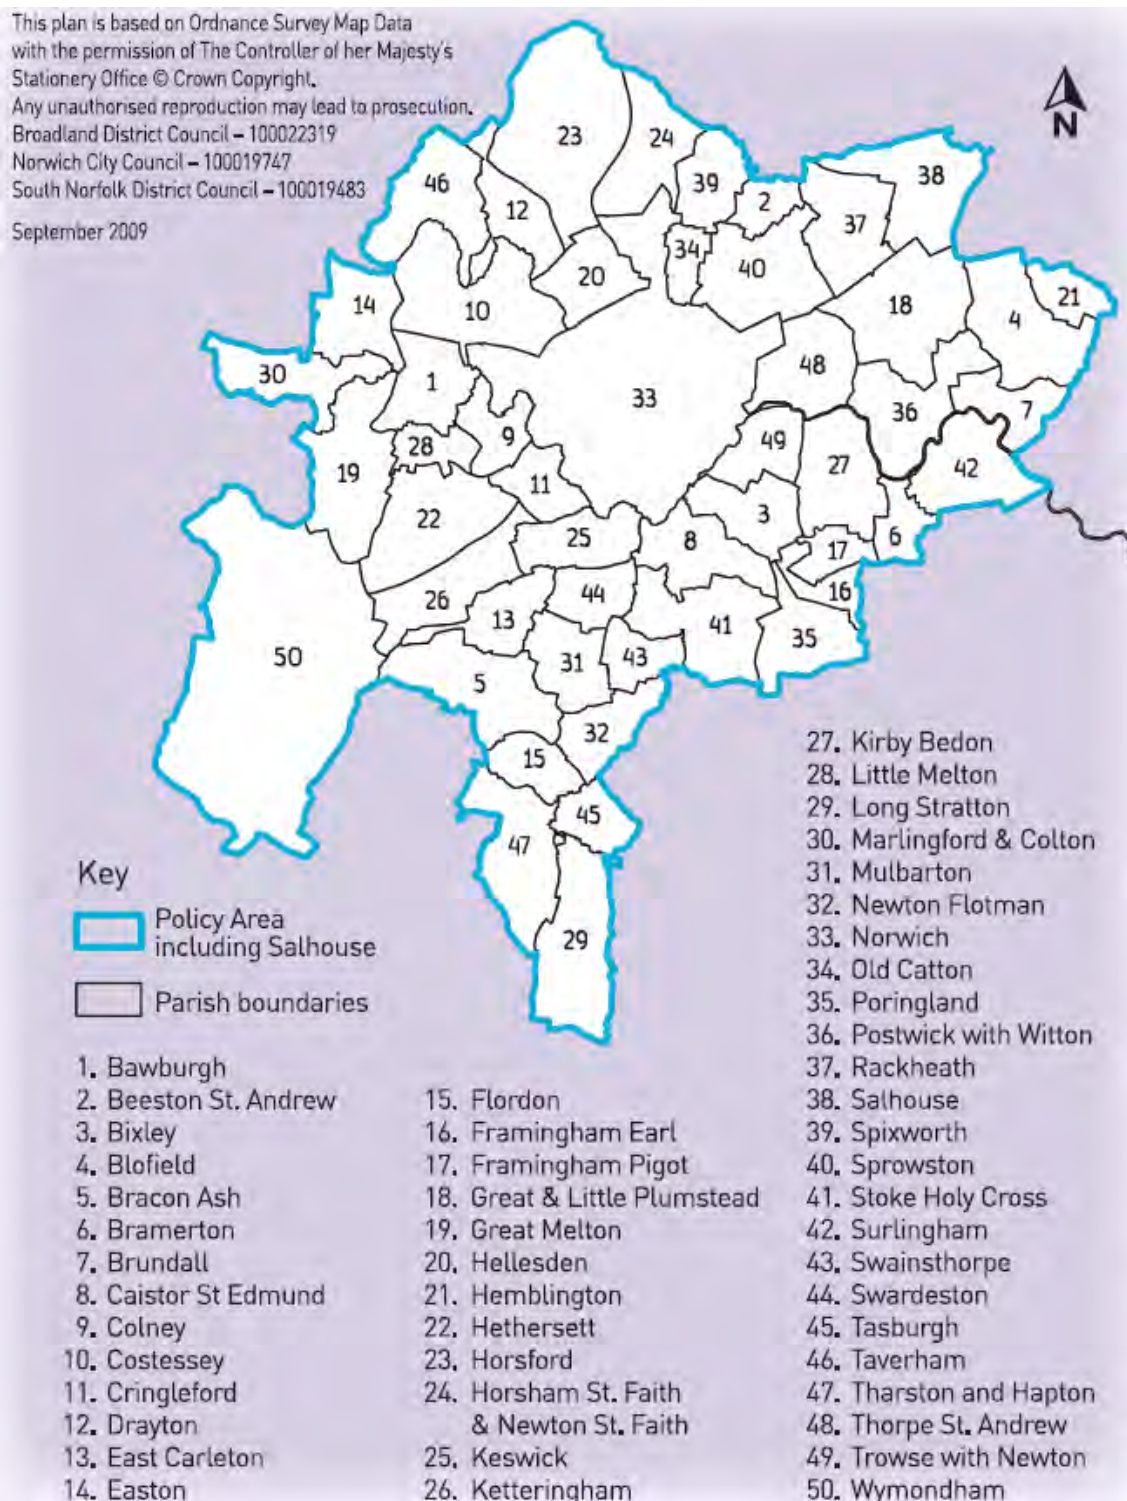 This plan is based on Ordnance Survey Map Data
with the permission of The Controller of her Majesty's
Stationery Office © Crown Copyright.
Any unauthorised reproduction may lead to prosecution.
Broadland District Council – 100022319
Norwich City Council – 100019747
South Norfolk District Council – 100019483
September 2009
N
23
24
38
39
46
2
12
37
34
40
20
21
14
18
10
4
48
30
1
33
36
7
9
49
28
27
42
19
11
22
3
25
8
6
17
44
16
26
13
41
35
50
31
43
5
32
15
45
47
29
Key
Policy Area
including Salhouse
Parish boundaries
1. Bawburgh
2. Beeston St. Andrew
3. Bixley
4. Blofield
5. Bracon Ash
6. Bramerton
7. Brundall
8. Caistor St Edmund
9. Colney
10. Costessey
11. Cringleford
12. Drayton
13. East Carleton
14. Easton
15. Flordon
16. Framingham Earl
17. Framingham Pigot
18. Great & Little Plumstead
19. Great Melton
20. Hellesden
21. Hemblington
22. Hethersett
23. Horsford
24. Horsham St. Faith
& Newton St. Faith
25. Keswick
26. Ketteringham
27. Kirby Bedon
28. Little Melton
29. Long Stratton
30. Marlingford & Colton
31. Mulbarton
32. Newton Flotman
33. Norwich
34. Old Catton
35. Poringland
36. Postwick with Witton
37. Rackheath
38. Salhouse
39. Spixworth
40. Sprowston
41. Stoke Holy Cross
42. Surlingham
43. Swainsthorpe
44. Swardeston
45. Tasburgh
46. Taverham
47. Tharston and Hapton
48. Thorpe St. Andrew
49. Trowse with Newton
50. Wymondham